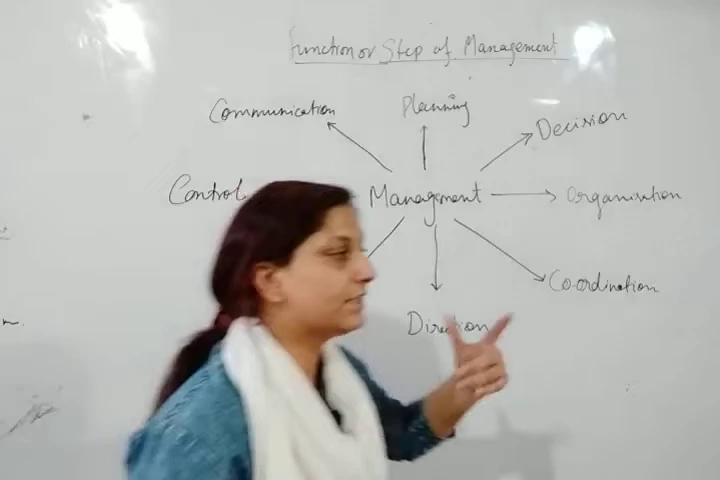 Function or Step of Management
Communication
Planning
Decision
Control
Management
Organisation
Co-ordination
Direction